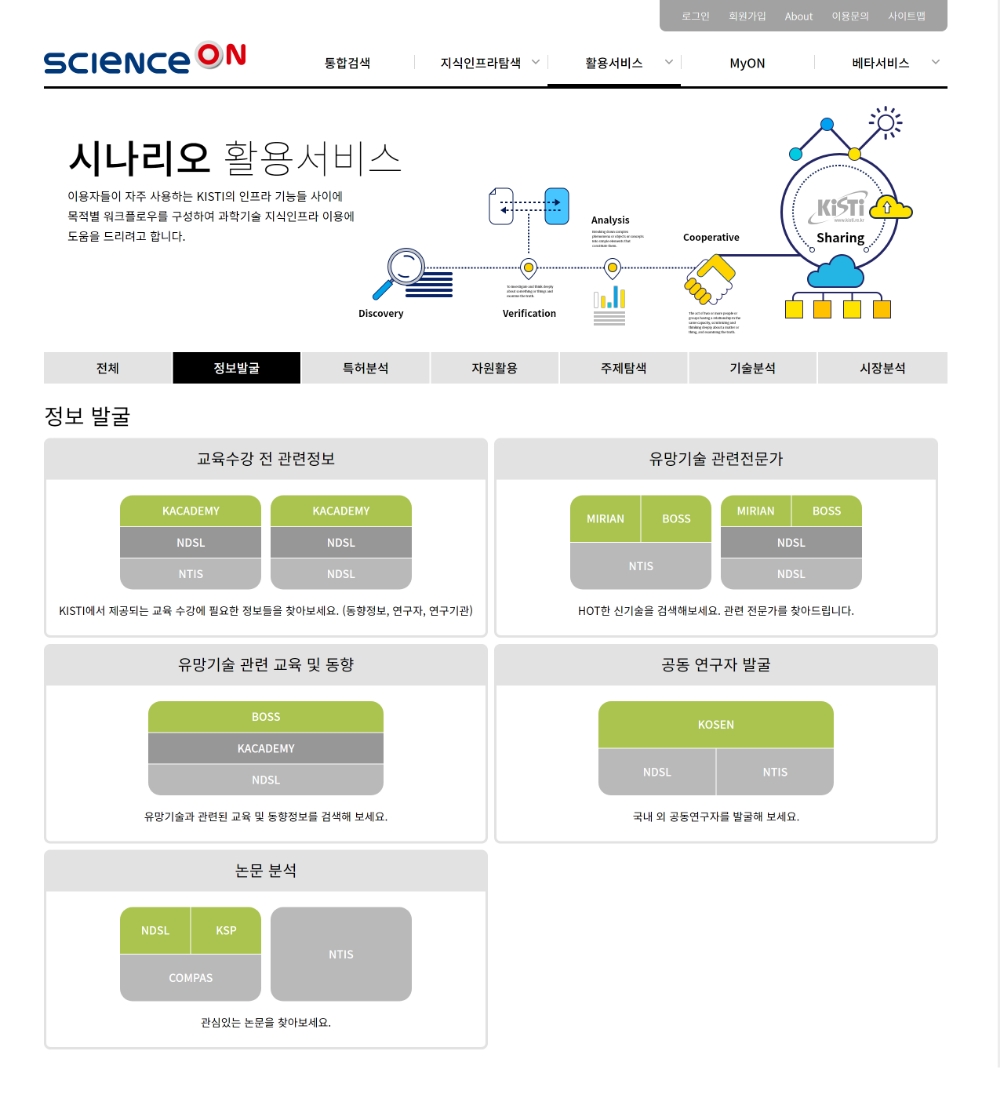 로그인 회원가입 About 이용문의 사이트맵
SCIENCE ON
통합검색 지식인프라탐색 활용서비스 MyON 베타서비스
시나리오 활용서비스
이용자들이 자주 사용하는 KISTI의 인프라 기능들 사이에
목적별 워크플로우를 구성하여 과학기술 지식인프라 이용에
도움을 드리려고 합니다.
Discovery
Verification
Analysis
Cooperative
KiSTi
Sharing
전체 정보발굴 특허분석 자원활용 주제탐색 기술분석 시장분석
정보 발굴
교육수강 전 관련정보
KACADEMY
NDSL
NTIS
KACADEMY
NDSL
NDSL
KISTI에서 제공되는 교육 수강에 필요한 정보들을 찾아보세요. (동향정보, 연구자, 연구기관)
유망기술 관련전문가
MIRIAN BOSS
NTIS
MIRIAN BOSS
NDSL
NDSL
HOT한 신기술을 검색해보세요. 관련 전문가를 찾아드립니다.
유망기술 관련 교육 및 동향
BOSS
KACADEMY
NDSL
유망기술과 관련된 교육 및 동향정보를 검색해 보세요.
공동 연구자 발굴
KOSEN
NDSL NTIS
국내 외 공동연구자를 발굴해 보세요.
논문 분석
NDSL KSP
COMPAS
NTIS
관심있는 논문을 찾아보세요.